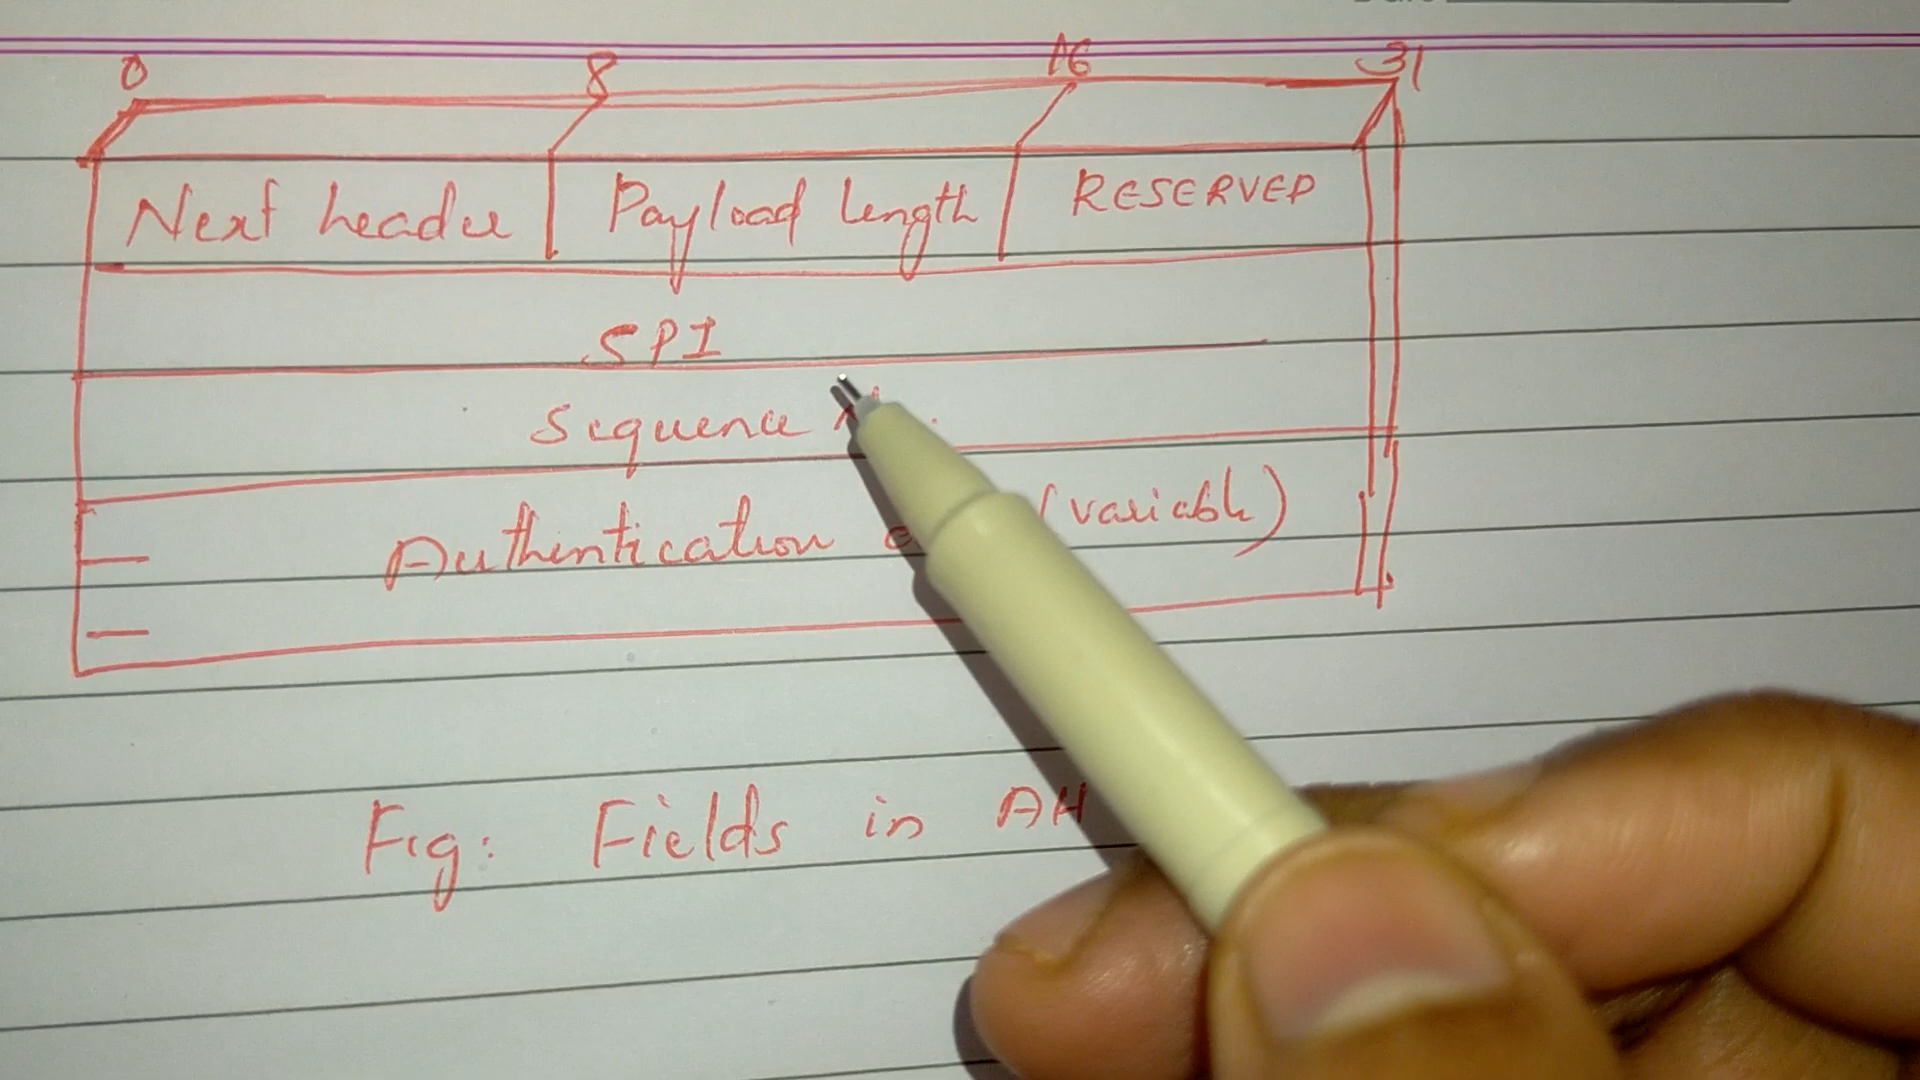 0 8 16 31
Next header Payload length RESERVED
SPI
Sequence
Authentication (variable)
Fig: Fields in AH